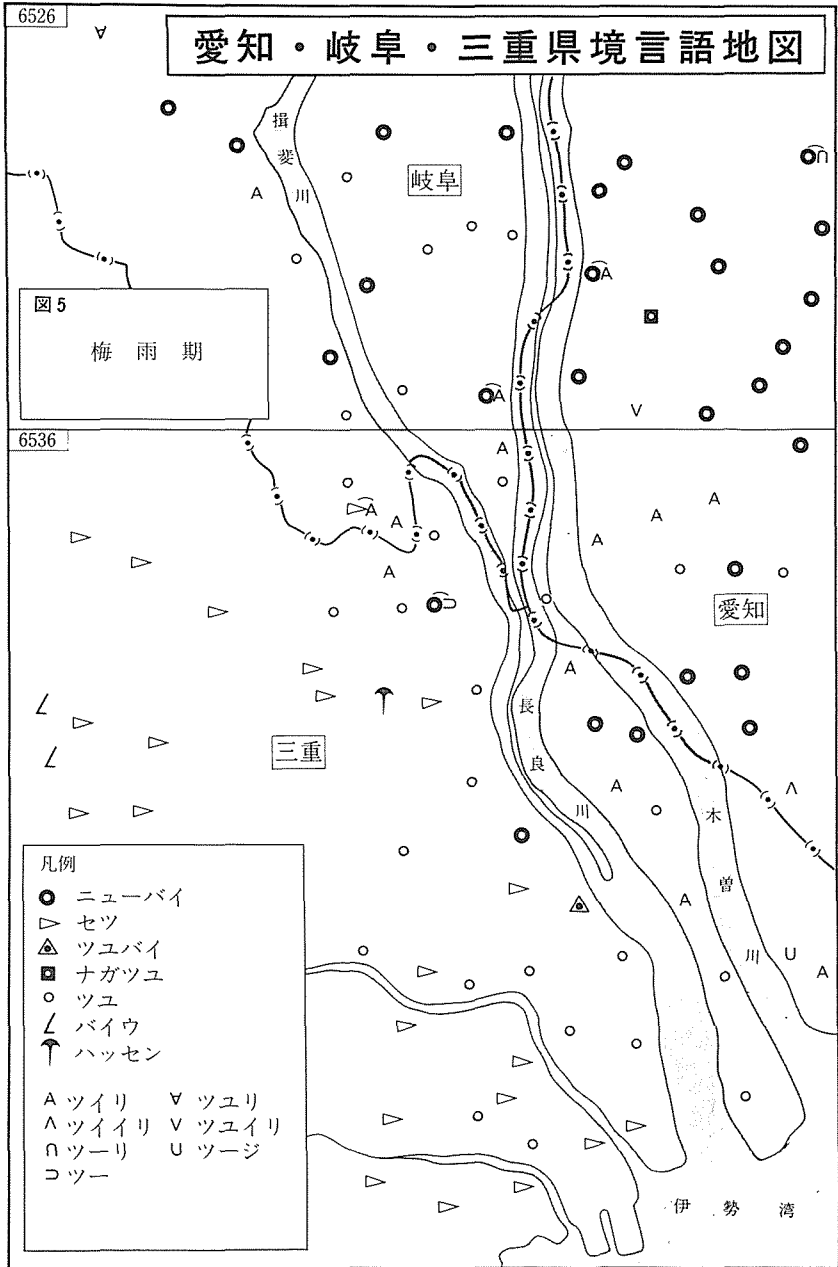 6526
愛知・岐阜・三重県境言語地図
揖斐川
岐阜
図5
梅雨期
6536
愛知
三重
長良川
木曽川
凡例
ニューバイ
セツ
ツユバイ
ナガツユ
ツユ
バイウ
ハッセン
ツイリ ツユリ
ツイイリ ツユイリ
ツーリ ツージ
ツー
伊勢湾